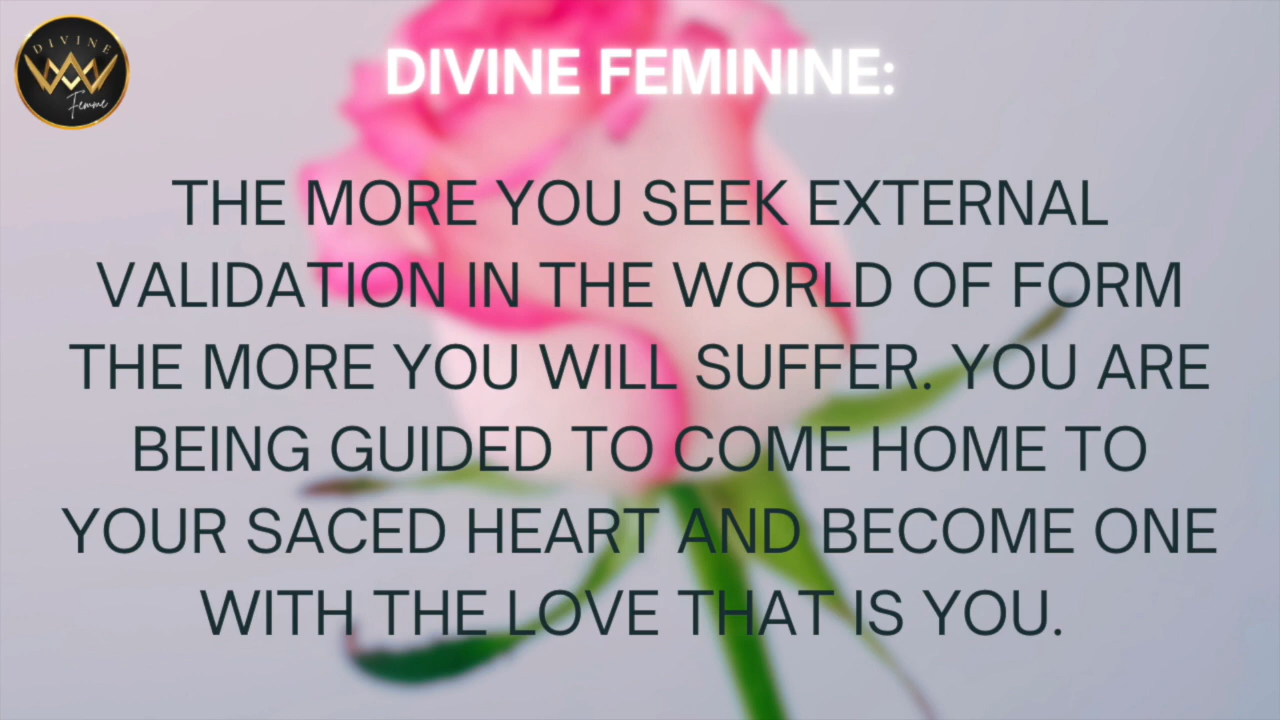 DIVINE
Femme
DIVINE FEMININE:
THE MORE YOU SEEK EXTERNAL
VALIDATION IN THE WORLD OF FORM
THE MORE YOU WILL SUFFER. YOU ARE
BEING GUIDED TO COME HOME TO
YOUR SACED HEART AND BECOME ONE
WITH THE LOVE THAT IS YOU.